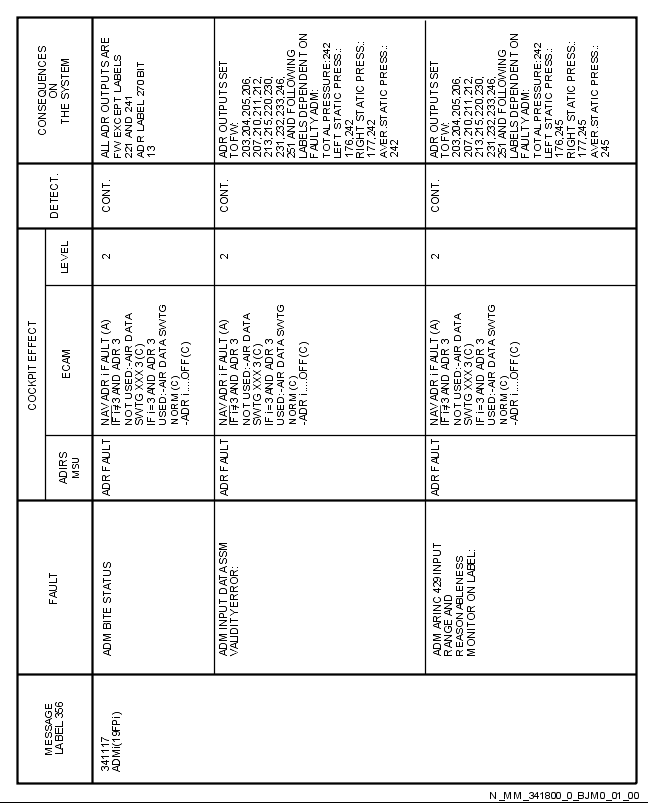 MESSAGE
LABEL 356
FAULT
COCKPIT EFFECT
ADIRS
MSU
ECAM
LEVEL
DETECT.
CONSEQUENCES
ON
THE SYSTEM
341117
ADMi(19FPi)
ADM BITE STATUS
ADR FAULT
NAV ADR i FAULT (A)
IF i≠3 AND ADR 3
NOT USED:-AIR DATA
SWTG XXX 3 (C)
IF i=3 AND ADR 3
USED:-AIR DATA SWTG
NORM (C)
-ADR i....OFF (C)
2
CONT.
ALL ADR OUTPUTS ARE
FW EXCEPT LABELS
221 AND 241
ADR LABEL 270 BIT
13
ADM INPUT DATA SSM
VALIDITY ERROR:
ADR FAULT
NAV ADR i FAULT (A)
IF i≠3 AND ADR 3
NOT USED:-AIR DATA
SWTG XXX 3 (C)
IF i=3 AND ADR 3
USED:-AIR DATA SWTG
NORM (C)
-ADR i....OFF (C)
2
CONT.
ADR OUTPUTS SET
TO FW:
203,204,205,206,
207,210,211,212,
213,215,220,230,
231,232,233,246,
251 AND FOLLOWING
LABELS DEPENDENT ON
FAULTY ADM:
TOTAL PRESSURE:242
LEFT STATIC PRESS.:
176,242
RIGHT STATIC PRESS.:
177,242
AVER.STATIC PRESS.:
242
ADM ARINC 429 INPUT
RANGE AND
REASONABLENESS
MONITOR ON LABEL:
ADR FAULT
NAV ADR i FAULT (A)
IF i≠3 AND ADR 3
NOT USED:-AIR DATA
SWTG XXX 3 (C)
IF i=3 AND ADR 3
USED:-AIR DATA SWTG
NORM (C)
-ADR i....OFF (C)
2
CONT.
ADR OUTPUTS SET
TO FW:
203,204,205,206,
207,210,211,212,
213,215,220,230,
231,232,233,246,
251 AND FOLLOWING
LABELS DEPENDENT ON
FAULTY ADM:
TOTAL PRESSURE:242
LEFT STATIC PRESS.:
176,245
RIGHT STATIC PRESS.:
177,245
AVER.STATIC PRESS.:
245
N_MM_341800_0_BJM0_01_00